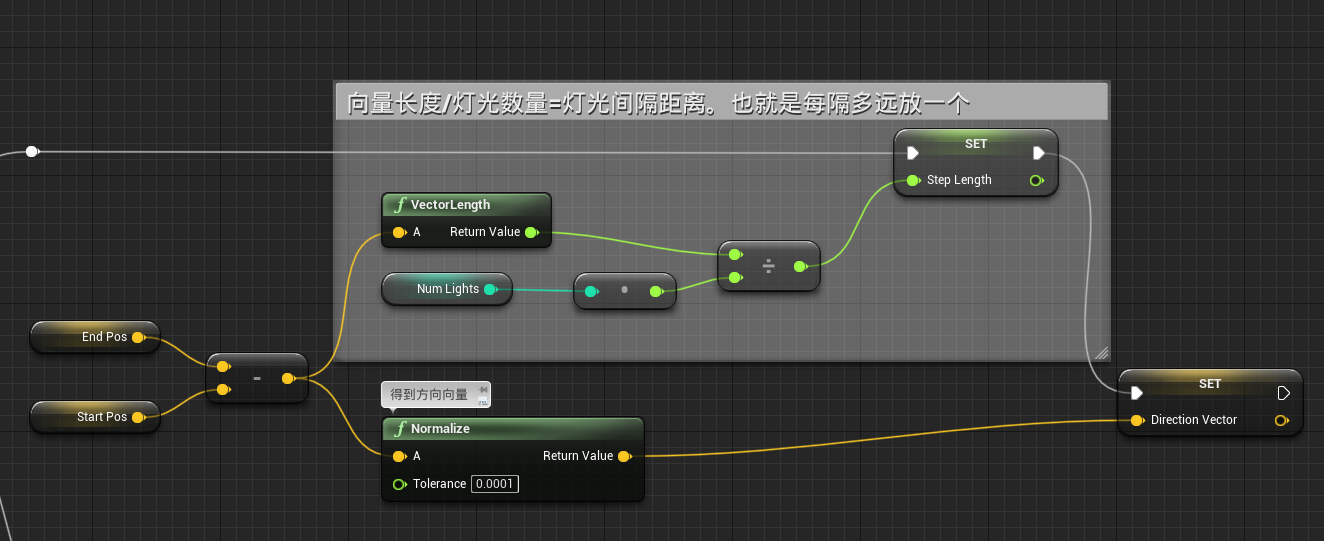 向量长度/灯光数量=灯光间隔距离。也就是每隔多远放一个
SET
Step Length
f VectorLength
A Return Value
÷
Num Lights
End Pos
-
Start Pos
得到方向向量
f Normalize
A Return Value
Tolerance 0.0001
SET
Direction Vector